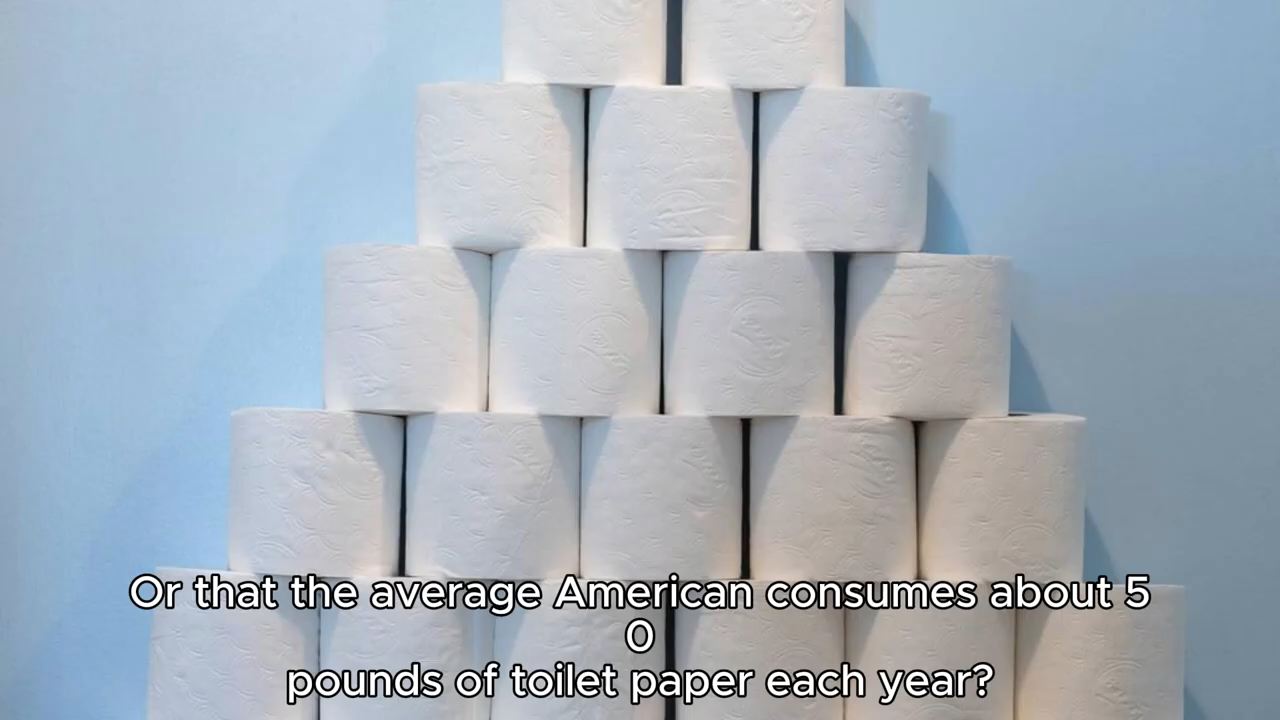 Or that the average American consumes about 5
0
pounds of toilet paper each year?